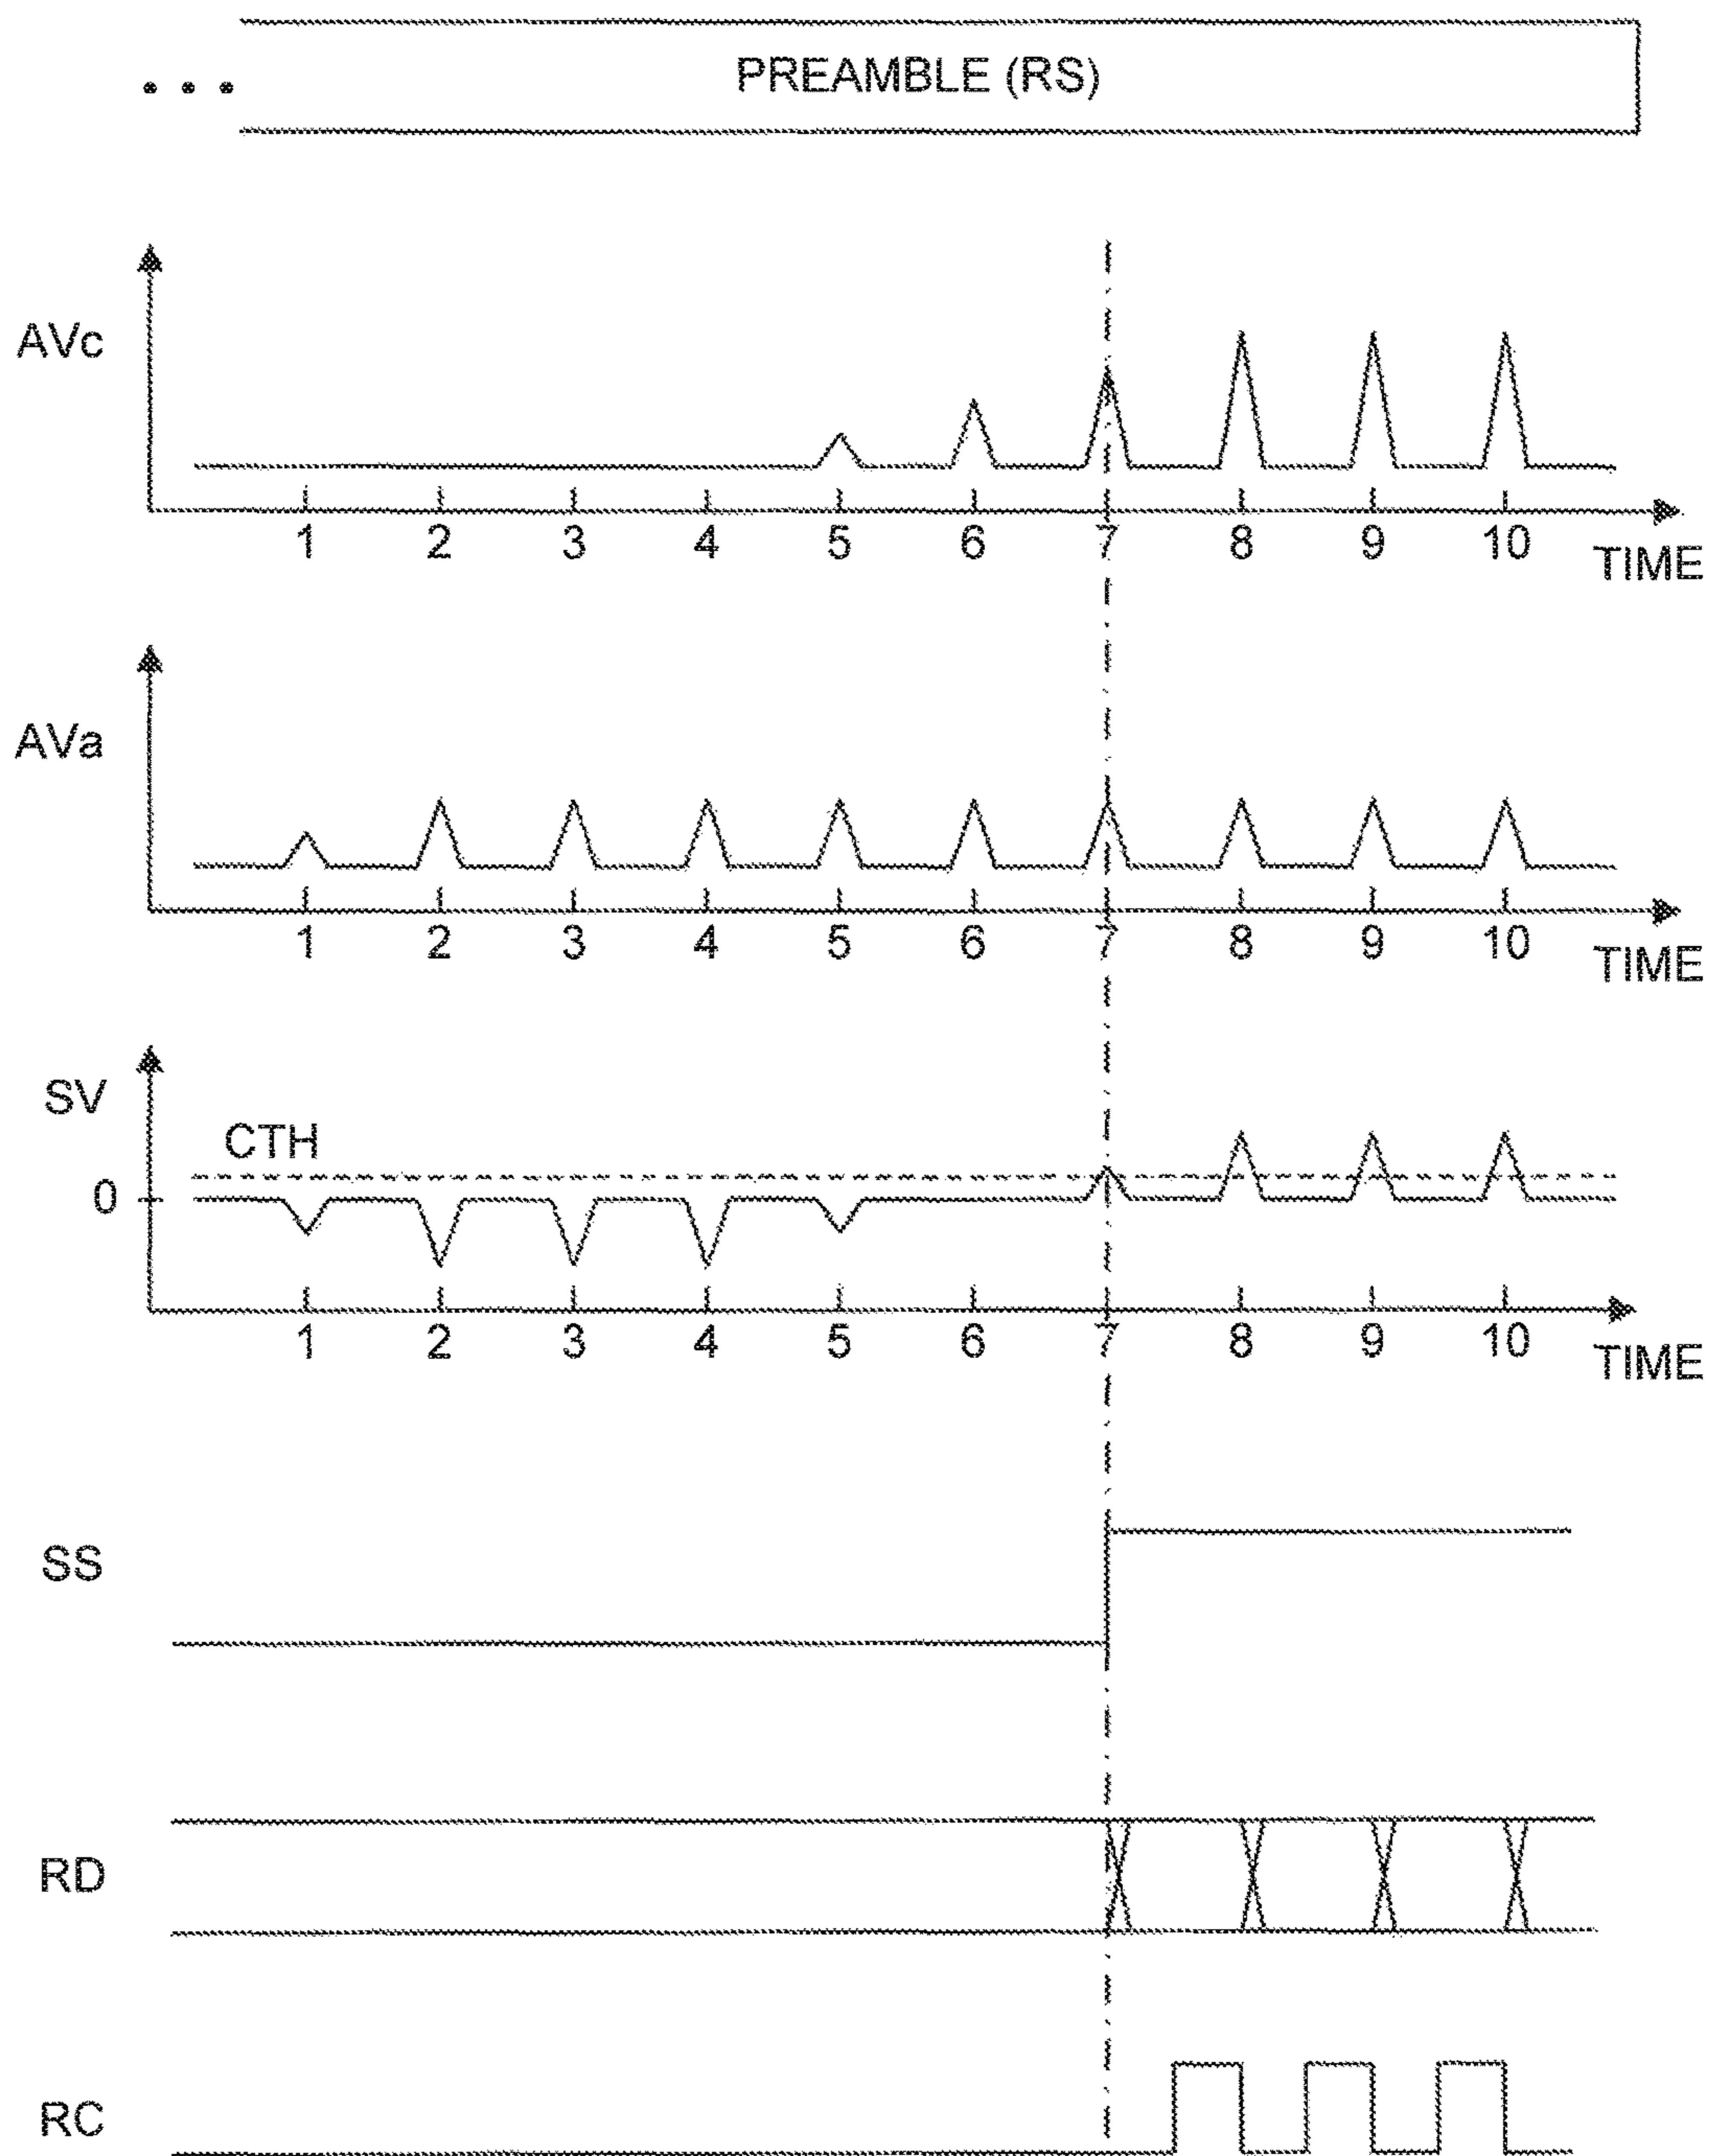 PREAMBLE (RS)
AVc
1 2 3 4 5 6 7 8 9 10
TIME
AVa
1 2 3 4 5 6 7 8 9 10
TIME
SV
CTH
0
1 2 3 4 5 6 7 8 9 10
TIME
SS
RD
RC